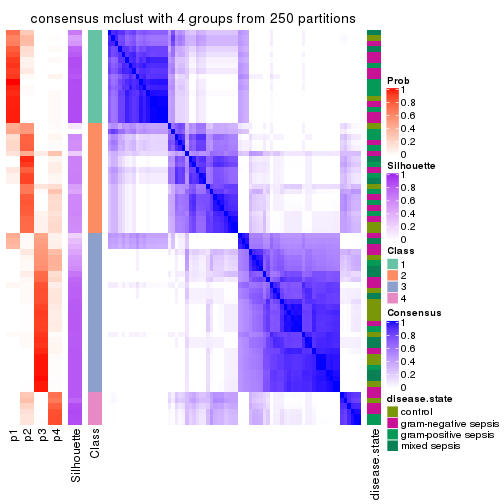 consensus mclust with 4 groups from 250 partitions
Prob
1
0.8
0.6
0.4
0.2
0
Silhouette
1
0.8
0.6
0.4
0.2
0
Class
1
2
3
4
Consensus
1
0.8
0.6
0.4
0.2
0
disease.state
control
gram-negative sepsis
gram-positive sepsis
mixed sepsis
p1
p2
p3
p4
Silhouette
Class
disease.state